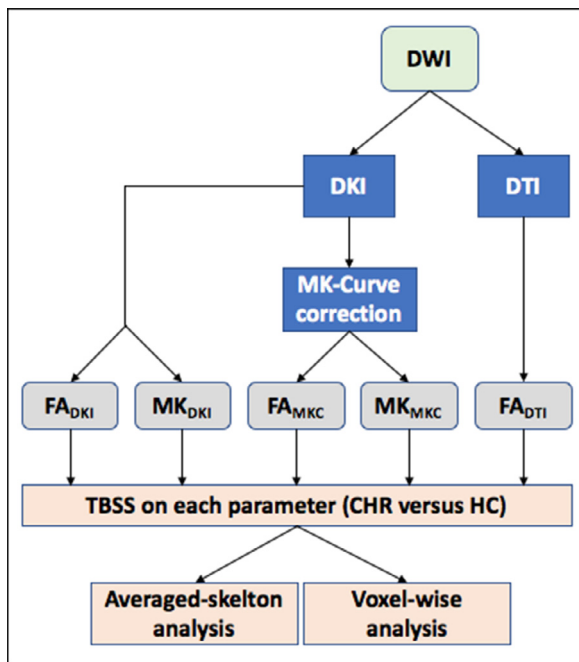 DWI
DKI
DTI
MK-Curve
correction
FADKI
MKDKI
FAMKC
MKMKC
FADTI
TBSS on each parameter (CHR versus HC)
Averaged-skelton
analysis
Voxel-wise
analysis